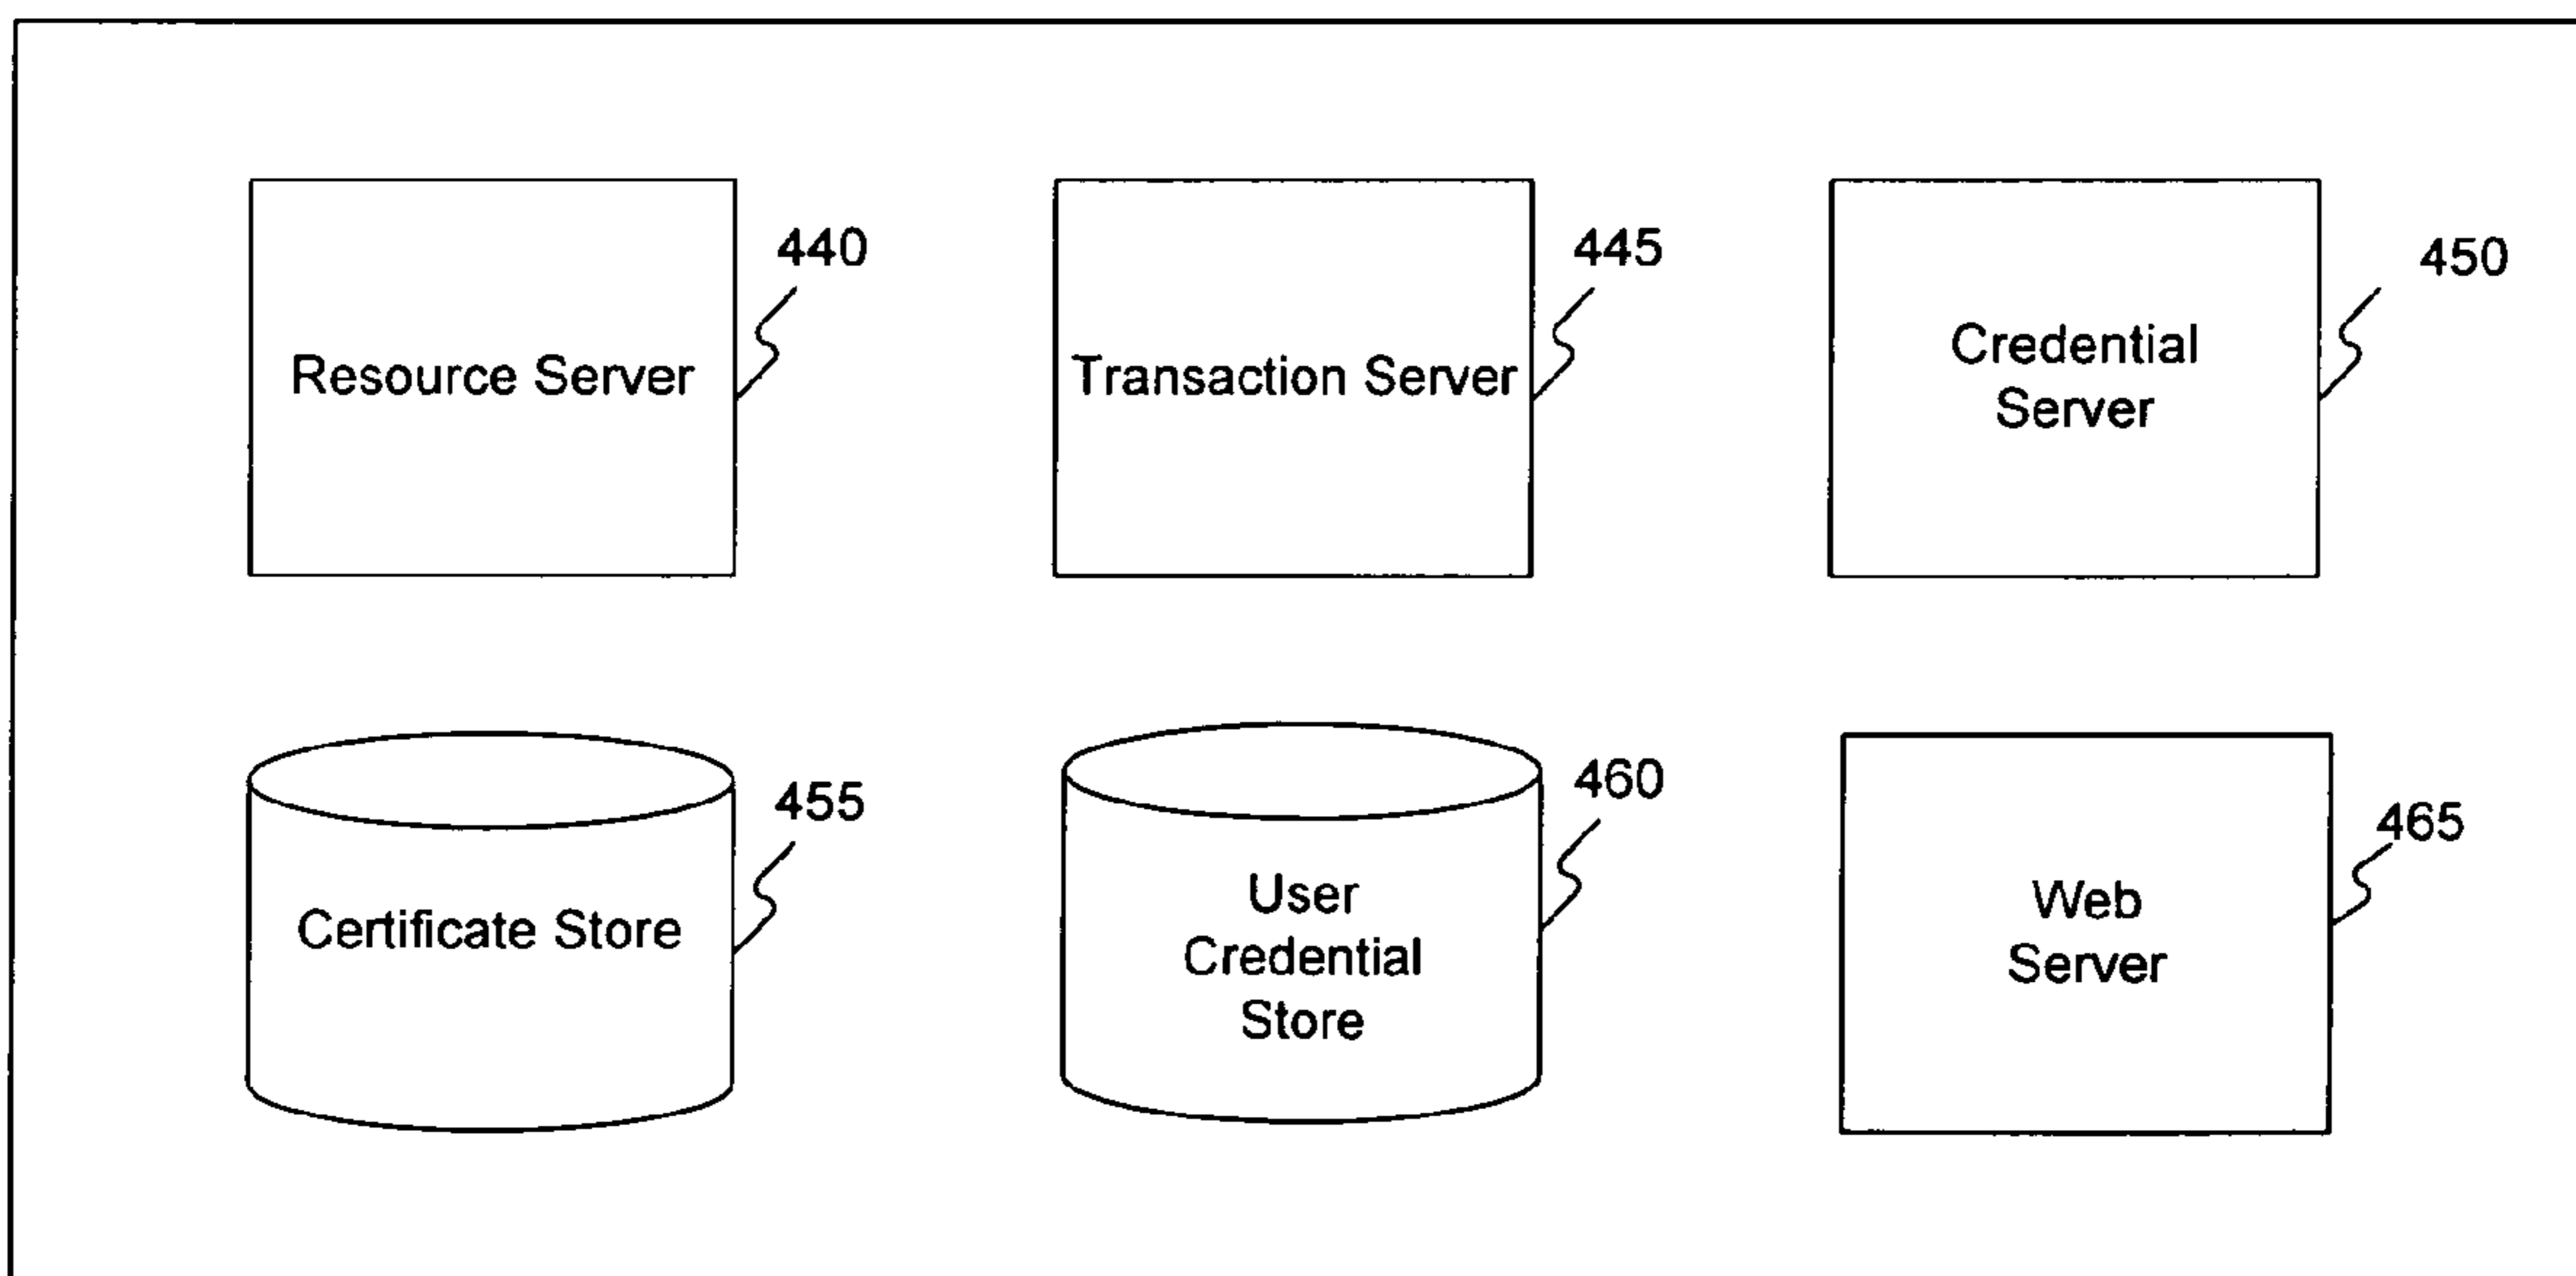 440
Resource Server
445
Transaction Server
450
Credential
Server
455
Certificate Store
460
User
Credential
Store
465
Web
Server